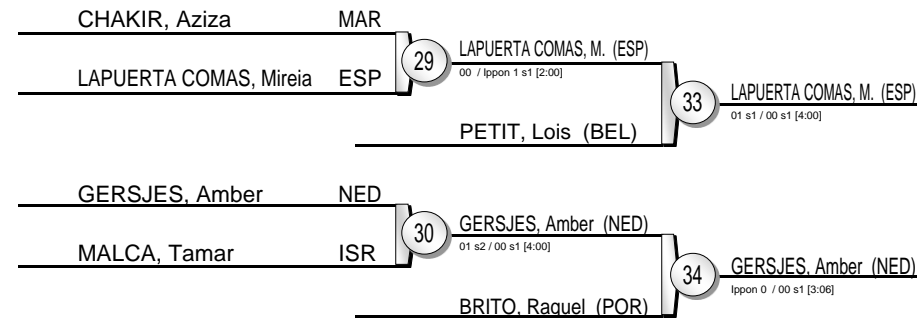 CHAKIR, Aziza MAR
29
LAPUERTA COMAS, M. (ESP)
00 / Ippon 1 s1 [2:00]
LAPUERTA COMAS, Mireia ESP
33
LAPUERTA COMAS, M. (ESP)
01 s1 / 00 s1 [4:00]
PETIT, Lois (BEL)
GERSJES, Amber NED
30
GERSJES, Amber (NED)
01 s2 / 00 s1 [4:00]
MALCA, Tamar ISR
34
GERSJES, Amber (NED)
Ippon 0 / 00 s1 [3:06]
BRITO, Raquel (POR)